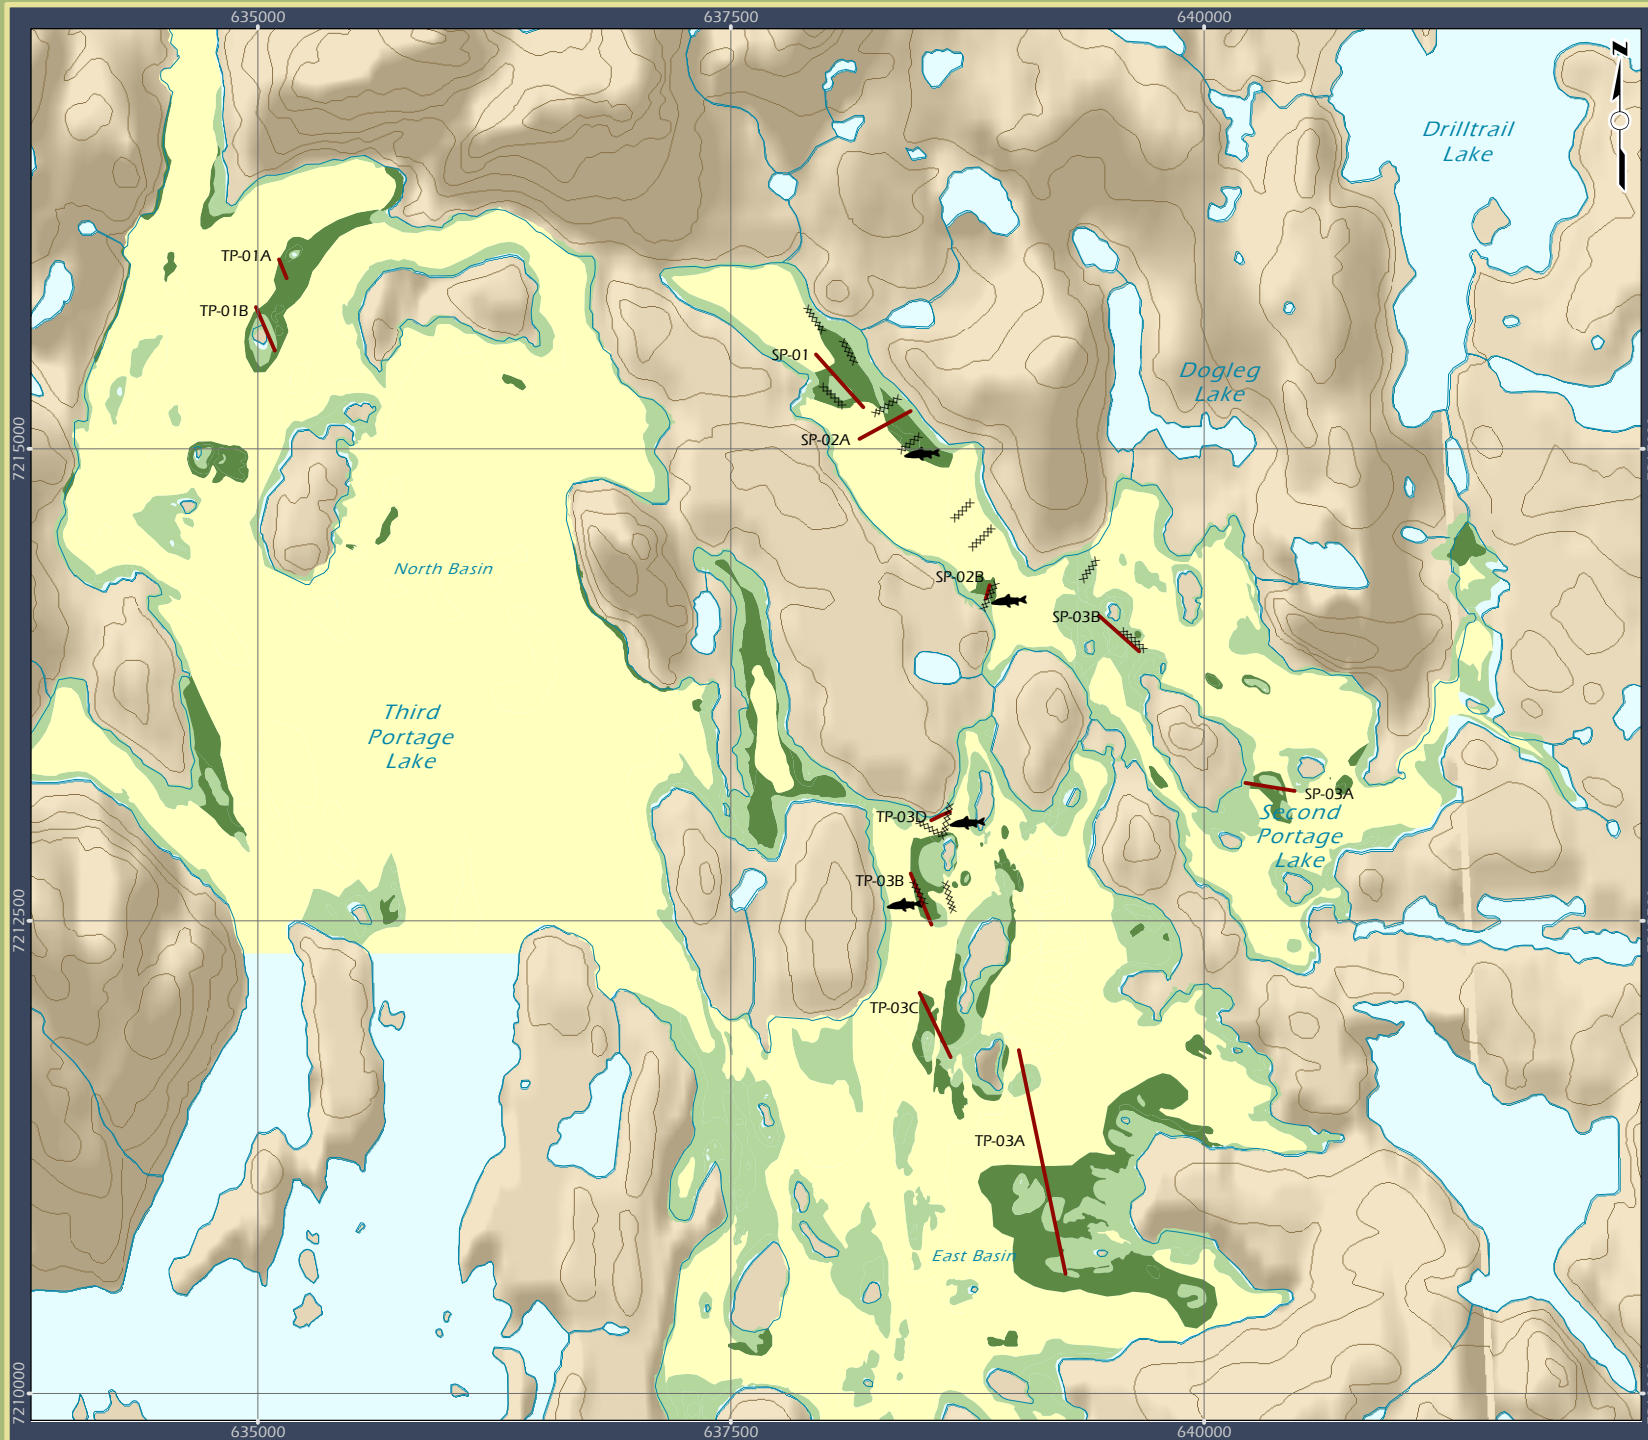 635000
637500
640000
N
Drilltrail
Lake
TP-01A
TP-01B
SP-01
Dogleg
Lake
SP-02A
7215000
North Basin
SP-02B
SP-03B
Third
Portage
Lake
SP-03A
Second
Portage
Lake
TP-03D
TP-03B
7212500
TP-03C
TP-03A
East Basin
7210000
635000
637500
640000